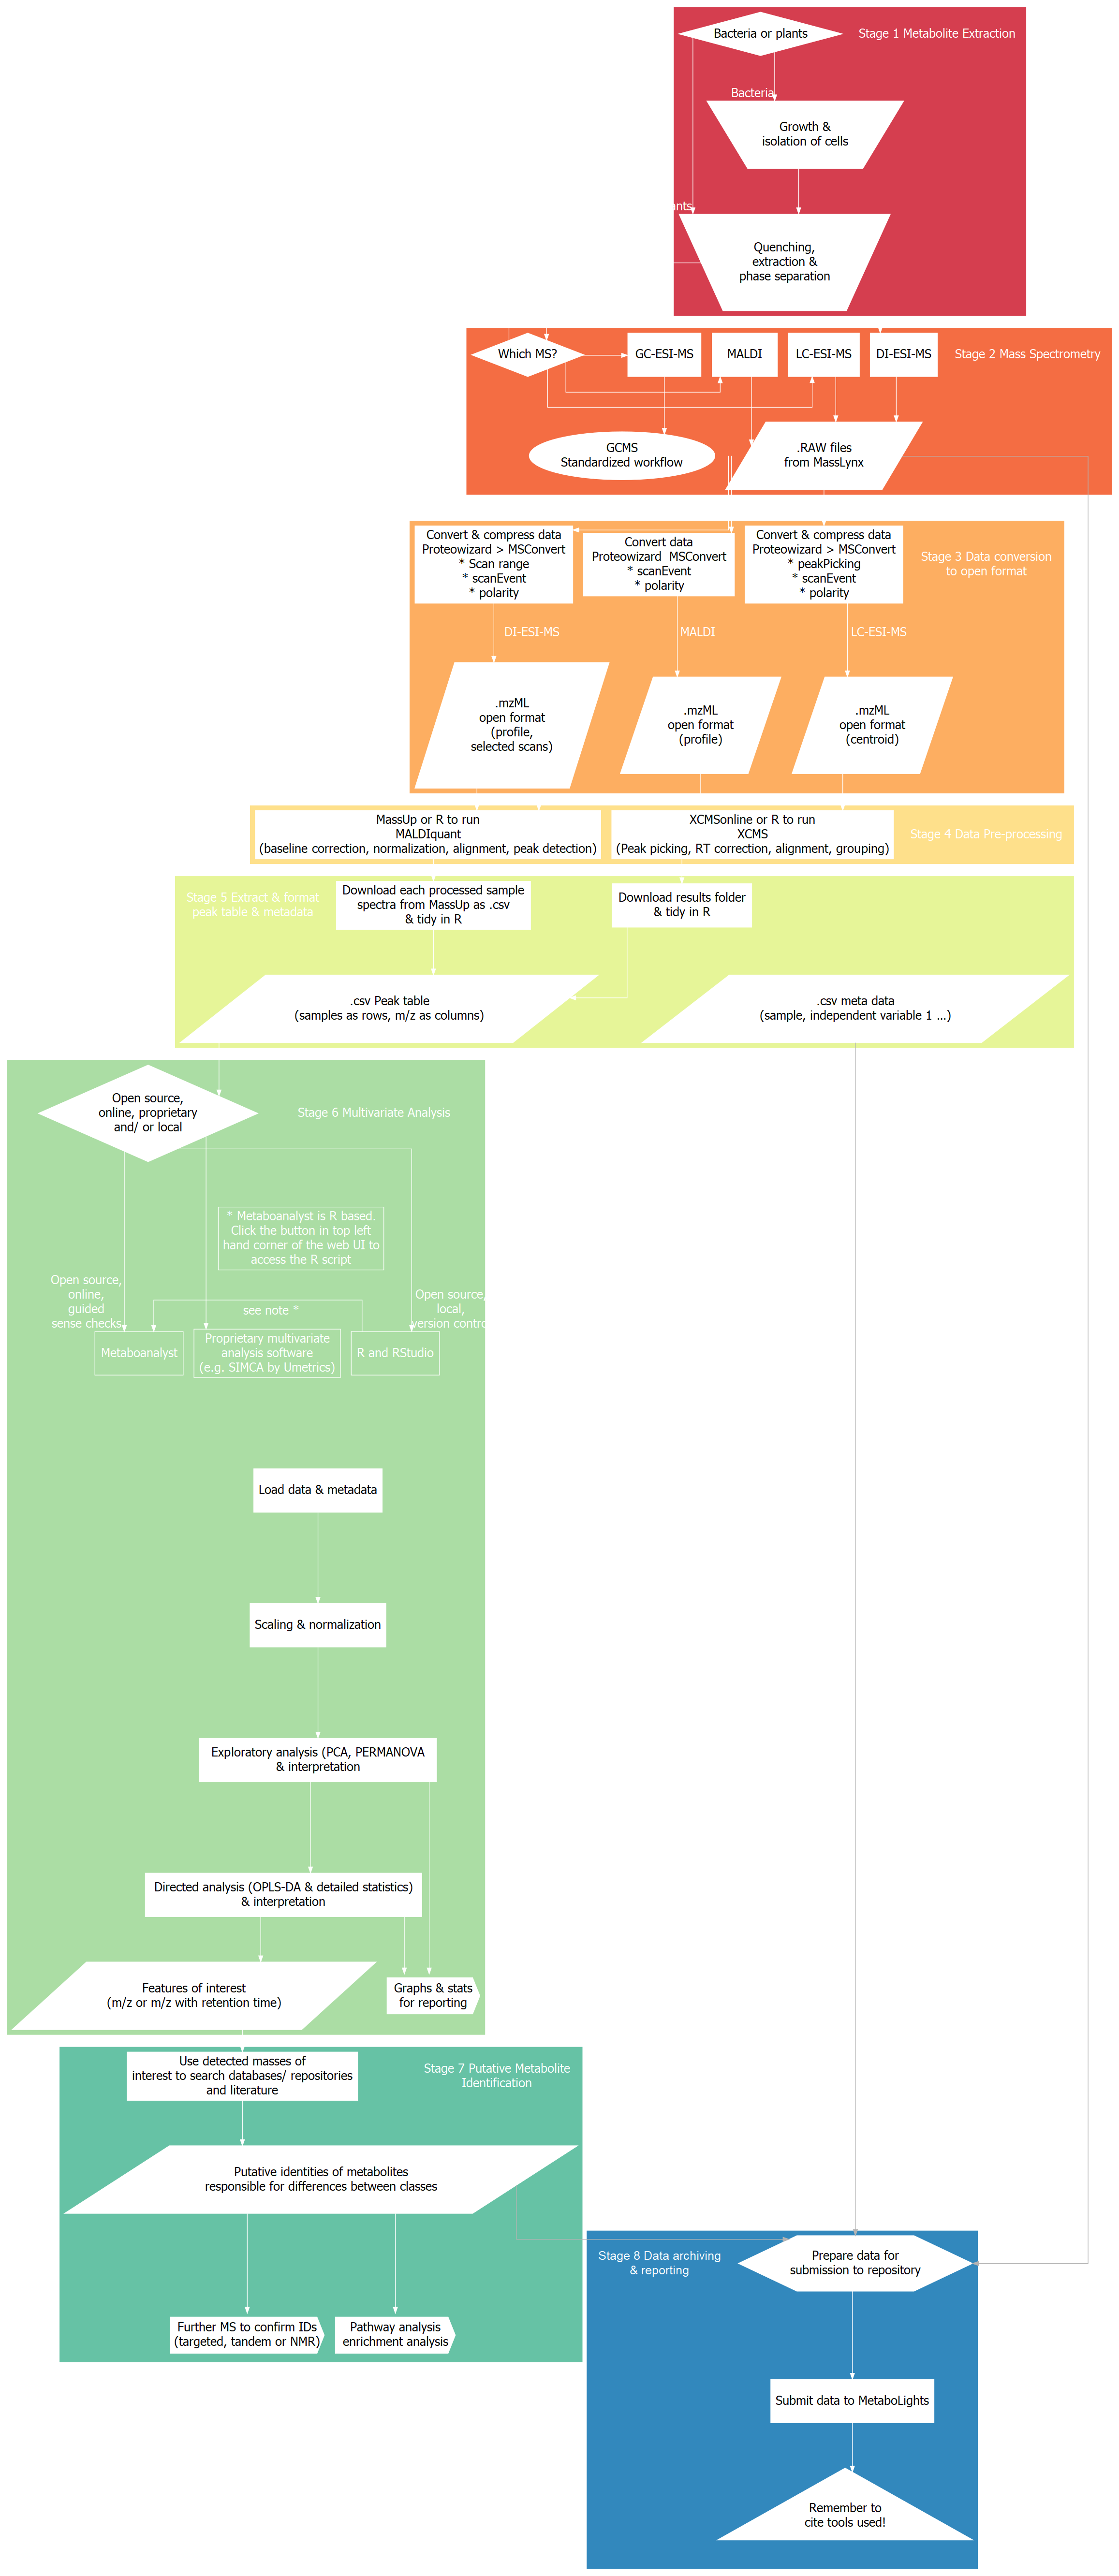 Bacteria or plants
Stage 1 Metabolite Extraction
Bacteria
Growth &
isolation of cells
Quenching,
extraction &
phase separation
Which MS?
GC-ESI-MS
MALDI
LC-ESI-MS
DI-ESI-MS
Stage 2 Mass Spectrometry
GCMS
Standardized workflow
.RAW files
from MassLynx
Convert & compress data
Proteowizard > MSConvert
* Scan range
* scanEvent
* polarity
Convert data
Proteowizard MSConvert
* scanEvent
* polarity
Convert & compress data
Proteowizard > MSConvert
* peakPicking
* scanEvent
* polarity
Stage 3 Data conversion
to open format
DI-ESI-MS
MALDI
LC-ESI-MS
.mzML
open format
(profile,
selected scans)
.mzML
open format
(profile)
.mzML
open format
(centroid)
MassUp or R to run
MALDIquant
(baseline correction, normalization, alignment, peak detection)
XCMSonline or R to run
XCMS
(Peak picking, RT correction, alignment, grouping)
Stage 4 Data Pre-processing
Stage 5 Extract & format
peak table & metadata
Download each processed sample
spectra from MassUp as .csv
& tidy in R
Download results folder
& tidy in R
.csv Peak table
(samples as rows, m/z as columns)
.csv meta data
(sample, independent variable 1 ...)
Open source,
online, proprietary
and/ or local
Stage 6 Multivariate Analysis
* Metaboanalyst is R based.
Click the button in top left
hand corner of the web UI to
access the R script
Open source,
online,
guided
sense checks
see note *
Open source,
local,
Metaboanalyst
Proprietary multivariate
analysis software
(e.g. SIMCA by Umetrics)
R and RStudio
Load data & metadata
Scaling & normalization
Exploratory analysis (PCA, PERMANOVA
& interpretation
Directed analysis (OPLS-DA & detailed statistics)
& interpretation
Features of interest
(m/z or m/z with retention time)
Graphs & stats
for reporting
Use detected masses of
interest to search databases/ repositories
and literature
Stage 7 Putative Metabolite
Identification
Putative identities of metabolites
responsible for differences between classes
Further MS to confirm IDs
(targeted, tandem or NMR)
Pathway analysis
enrichment analysis
Stage 8 Data archiving
& reporting
Prepare data for
submission to repository
Submit data to MetaboLights
Remember to
cite tools used!